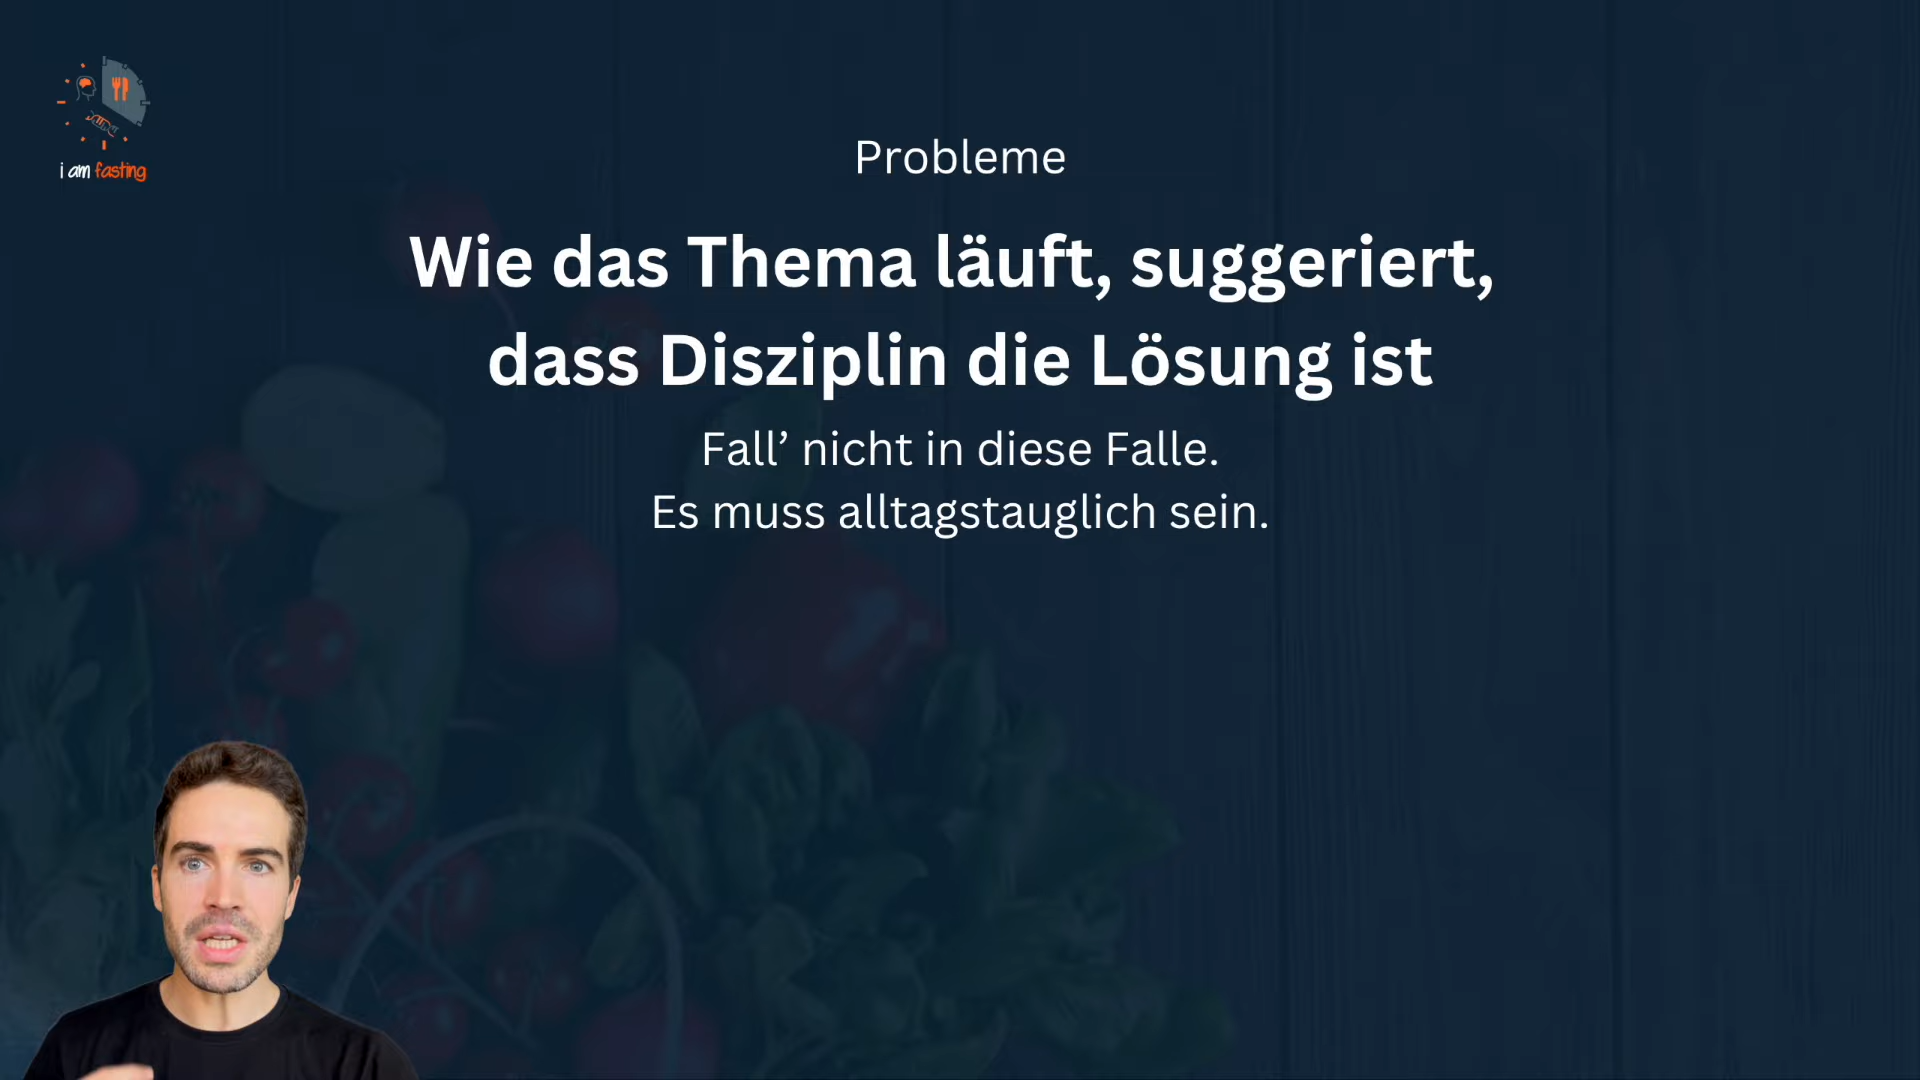 i am fasting
Probleme
Wie das Thema läuft, suggeriert,
dass Disziplin die Lösung ist
Fall’ nicht in diese Falle.
Es muss alltagstauglich sein.